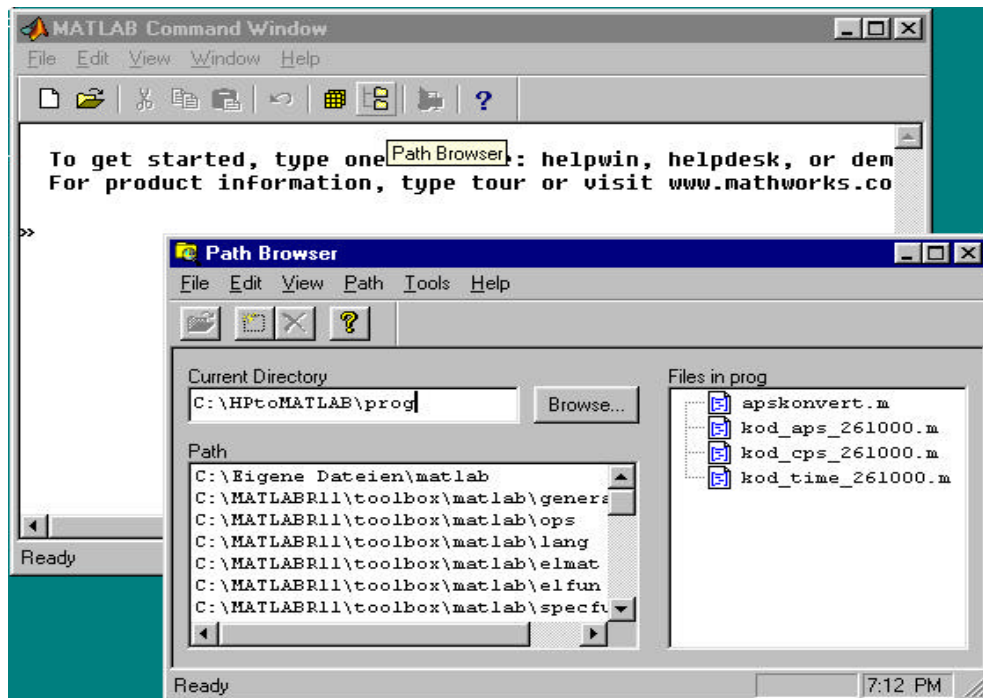 MATLAB Command Window
File Edit View Window Help
?
Path Browser
To get started, type one : helpwin, helpdesk, or dem
For product information, type tour or visit www.mathworks.co
»
Path Browser
File Edit View Path Tools Help
?
Current Directory
C:\HPtoMATLAB\prog
Browse...
Path
C:\Eigene Dateien\matlab
C:\MATLABR11\toolbox\matlab\genera
C:\MATLABR11\toolbox\matlab\ops
C:\MATLABR11\toolbox\matlab\lang
C:\MATLABR11\toolbox\matlab\elmat
C:\MATLABR11\toolbox\matlab\elfun
C:\MATLABR11\toolbox\matlab\specfu
Files in prog
apskonvert.m
kod_aps_261000.m
kod_cps_261000.m
kod_time_261000.m
Ready
Ready
7:12 PM